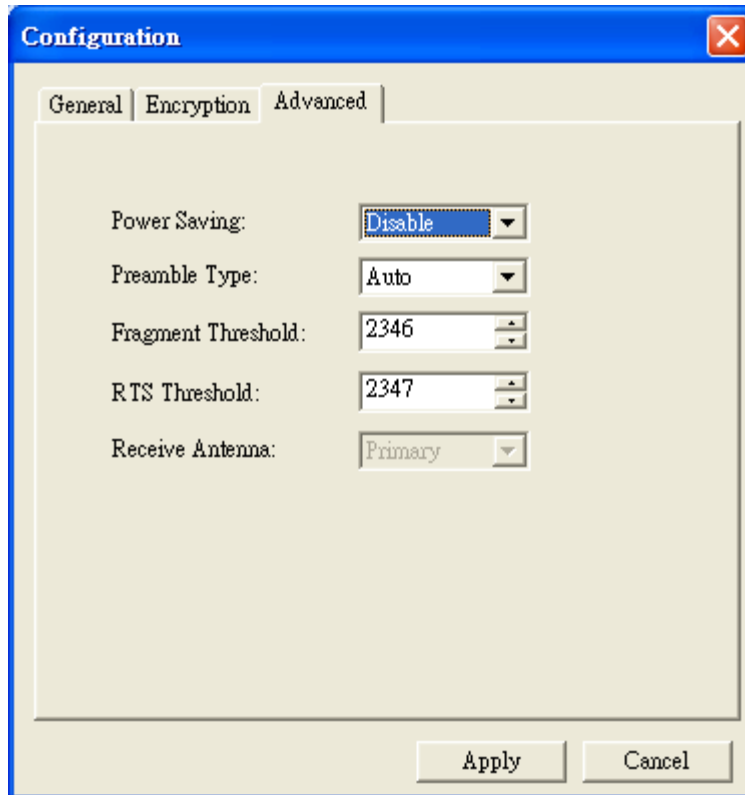 Configuration
General Encryption Advanced
Power Saving: Disable
Preamble Type: Auto
Fragment Threshold: 2346
RTS Threshold: 2347
Receive Antenna: Primary
Apply Cancel